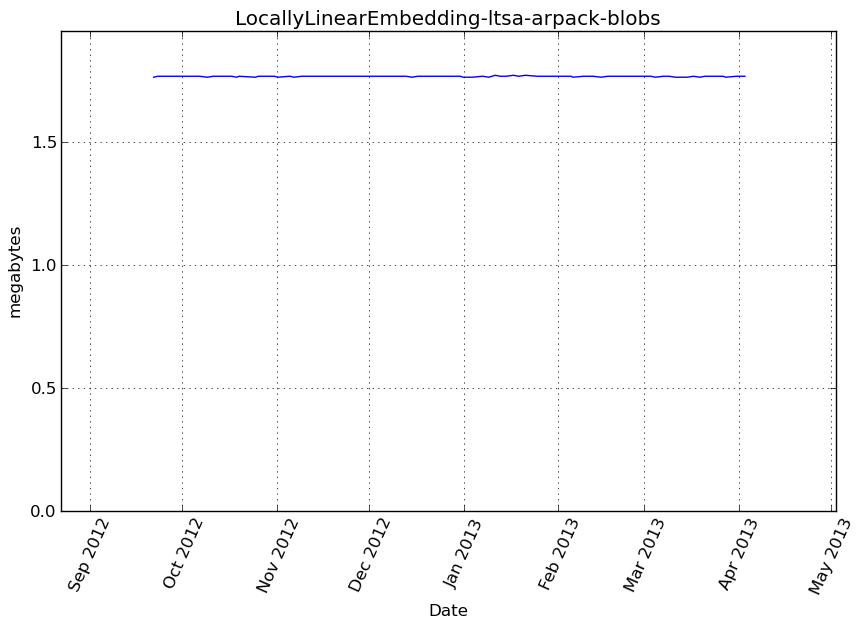 LocallyLinearEmbedding-ltsa-arpack-blobs
megabytes
1.5
1.0
0.5
0.0
Sep 2012
Oct 2012
Nov 2012
Dec 2012
Jan 2013
Feb 2013
Mar 2013
Apr 2013
May 2013
Date